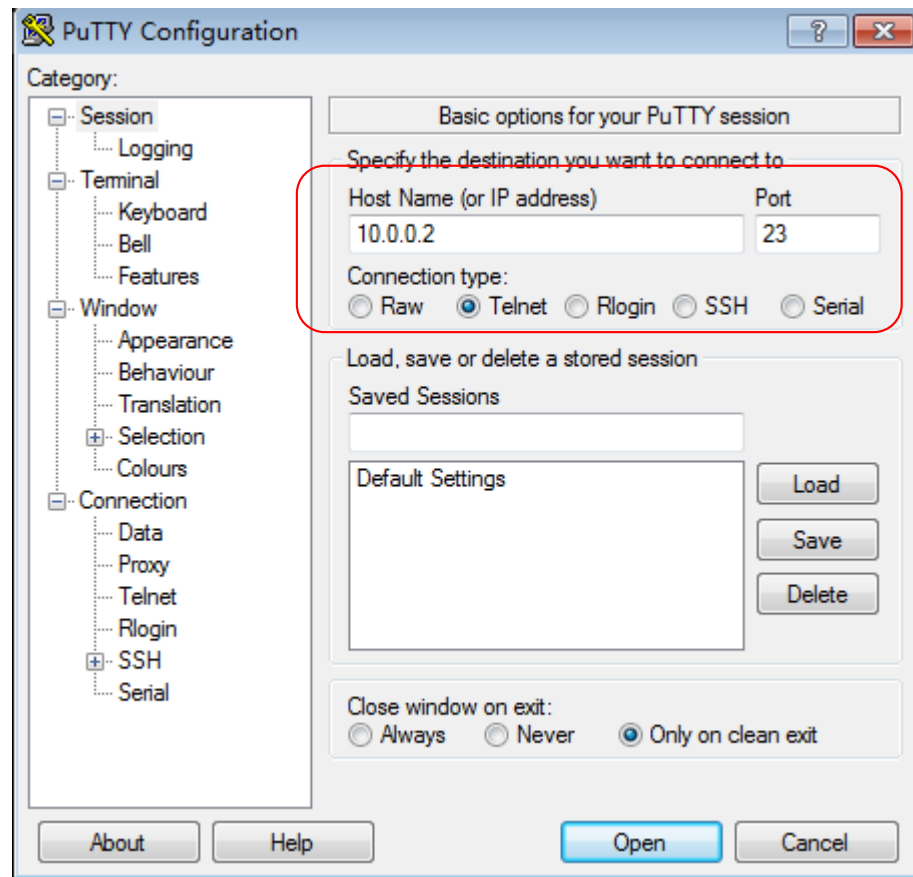 PuTTY Configuration
?
Category:
Session
Logging
Terminal
Keyboard
Bell
Features
Window
Appearance
Behaviour
Translation
Selection
Colours
Connection
Data
Proxy
Telnet
Rlogin
SSH
Serial
Basic options for your PuTTY session
Specify the destination you want to connect to
Host Name (or IP address) Port
10.0.0.2 23
Connection type:
Raw Telnet Rlogin SSH Serial
Load, save or delete a stored session
Saved Sessions
Default Settings
Load
Save
Delete
Close window on exit:
Always Never Only on clean exit
About Help Open Cancel